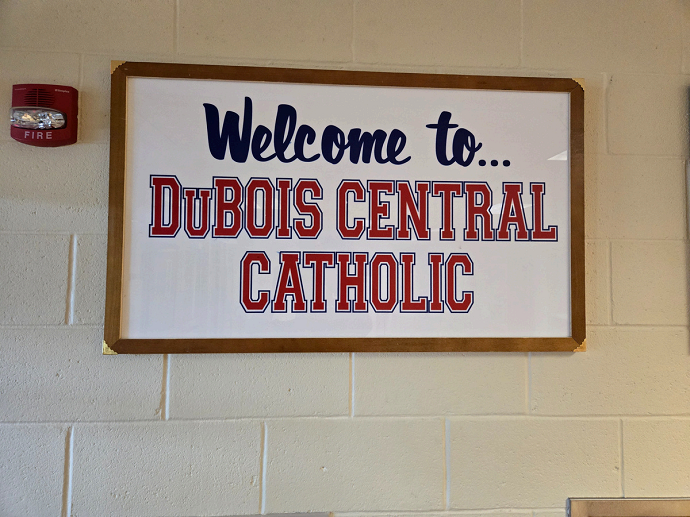 FIRE
Welcome to...
DuBOIS CENTRAL
CATHOLIC